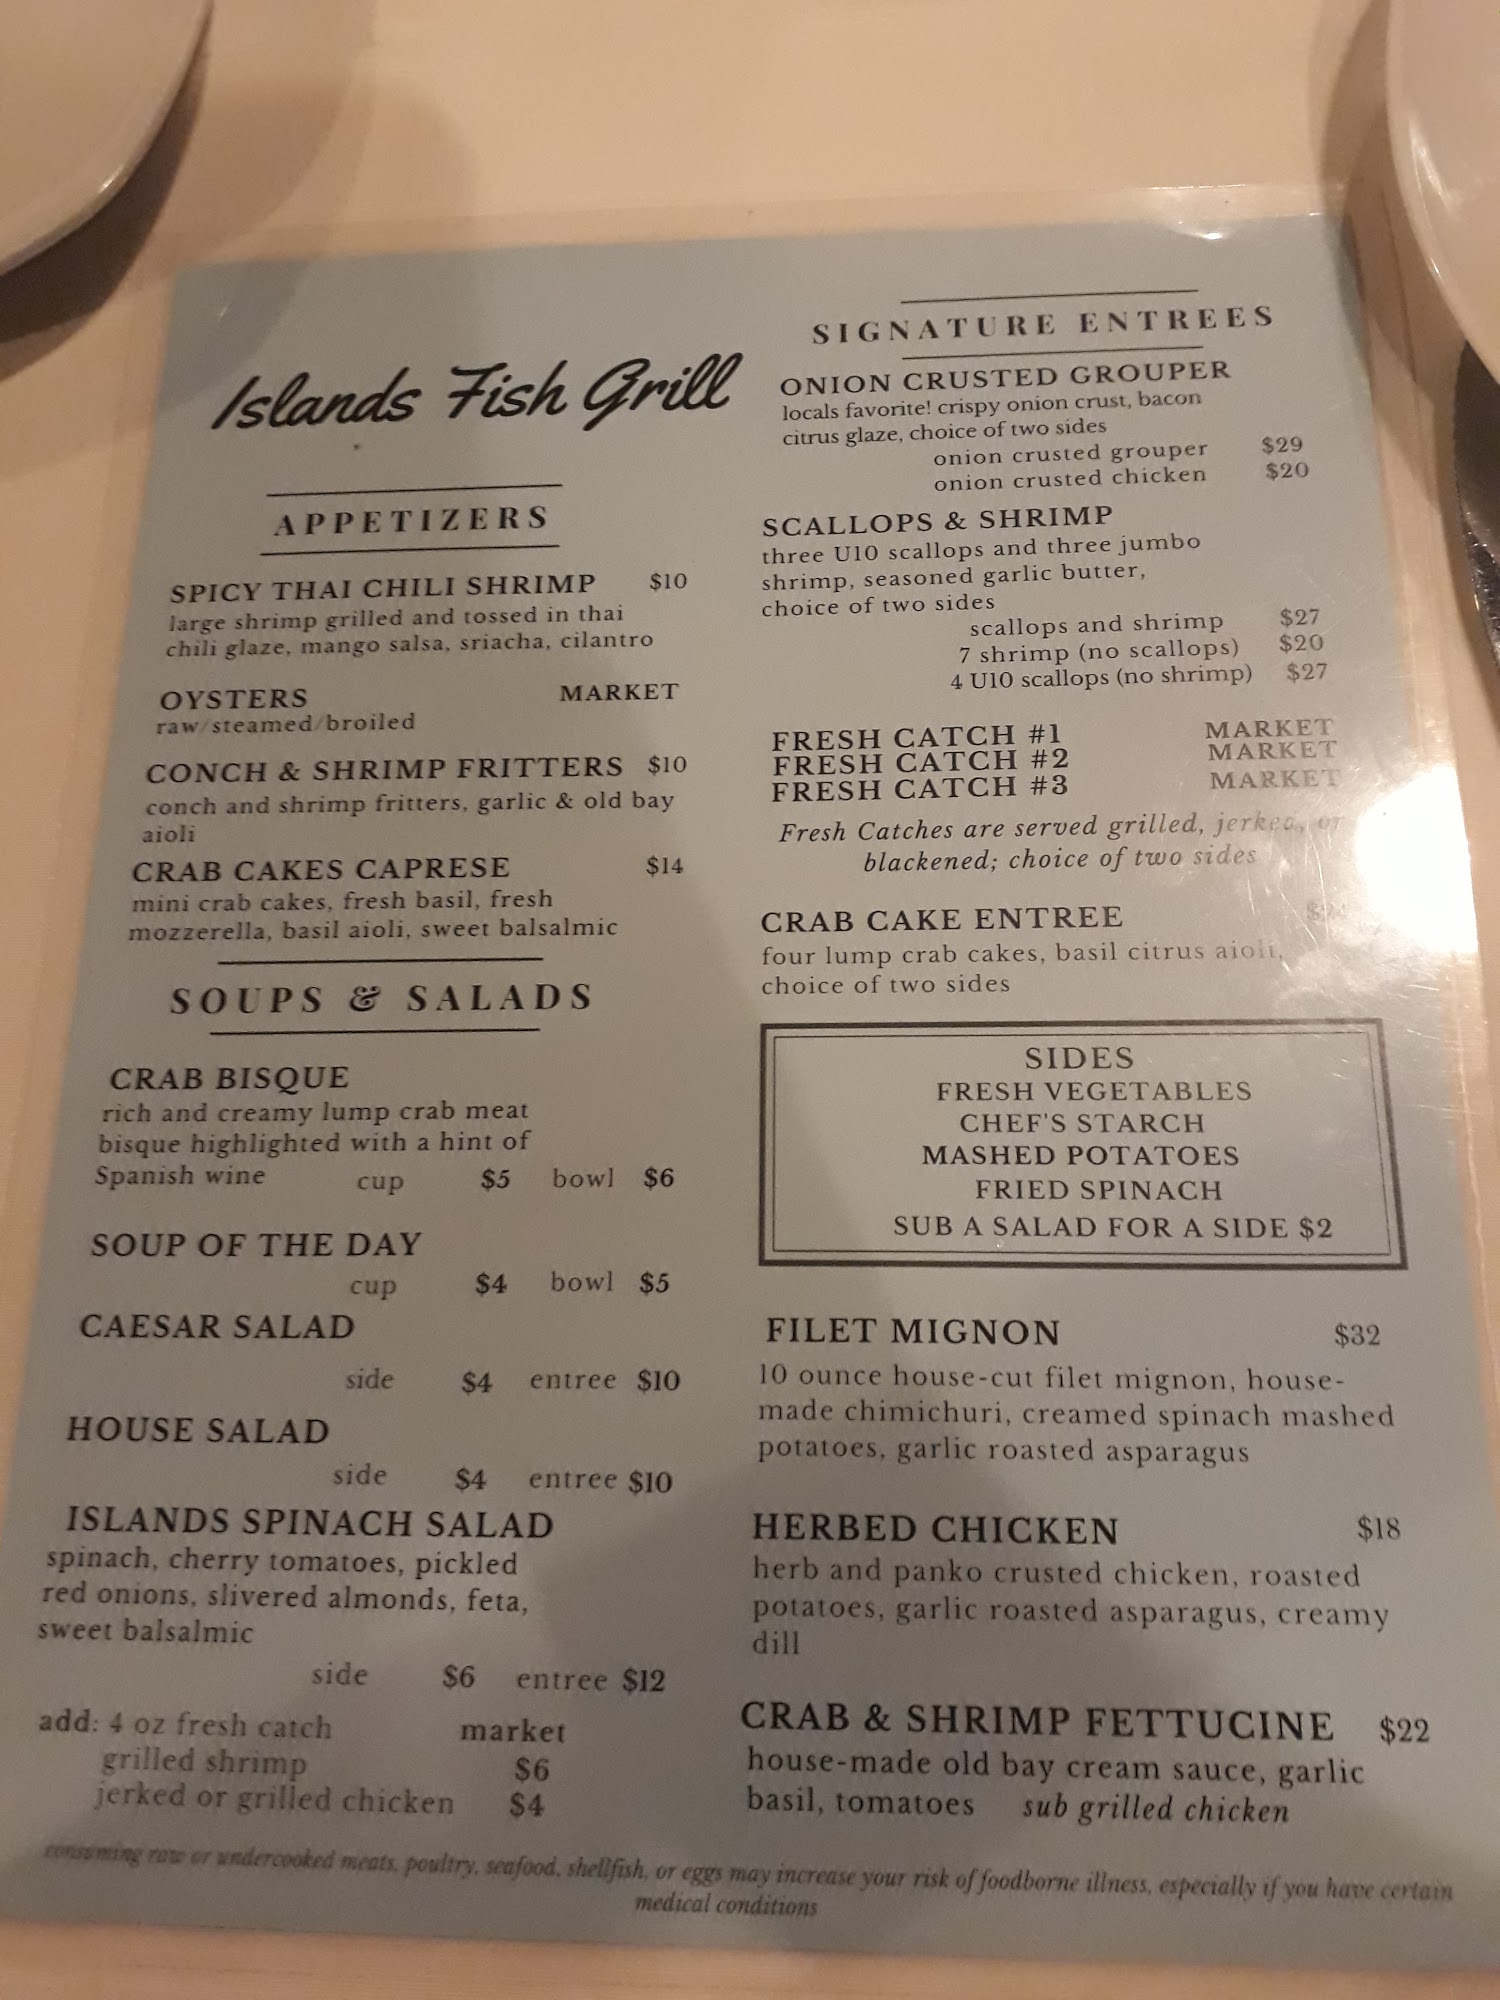 Islands Fish Grill
APPETIZERS
SPICY THAI CHILI SHRIMP $10
large shrimp grilled and tossed in thai
chili glaze, mango salsa, sriacha, cilantro
OYSTERS MARKET
raw/steamed/broiled
CONCH & SHRIMP FRITTERS $10
conch and shrimp fritters, garlic & old bay
aioli
CRAB CAKES CAPRESE $14
mini crab cakes, fresh basil, fresh
mozzerella, basil aioli, sweet balsalmic
SOUPS & SALADS
CRAB BISQUE
rich and creamy lump crab meat
bisque highlighted with a hint of
Spanish wine cup $5 bowl $6
SOUP OF THE DAY
cup $4 bowl $5
CAESAR SALAD
side $4 entree $10
HOUSE SALAD
side $4 entree $10
ISLANDS SPINACH SALAD
spinach, cherry tomatoes, pickled
red onions, slivered almonds, feta,
sweet balsalmic
side $6 entree $12
add: 4 oz fresh catch market
grilled shrimp $6
jerked or grilled chicken $4
SIGNATURE ENTREES
ONION CRUSTED GROUPER
locals favorite! crispy onion crust, bacon
citrus glaze, choice of two sides
onion crusted grouper $29
onion crusted chicken $20
SCALLOPS & SHRIMP
three U10 scallops and three jumbo
shrimp, seasoned garlic butter,
choice of two sides
scallops and shrimp $27
7 shrimp (no scallops) $20
4 U10 scallops (no shrimp) $27
FRESH CATCH #1 MARKET
FRESH CATCH #2 MARKET
FRESH CATCH #3 MARKET
Fresh Catches are served grilled, jerked, or
blackened; choice of two sides
CRAB CAKE ENTREE
four lump crab cakes, basil citrus aioli,
choice of two sides
SIDES
FRESH VEGETABLES
CHEF'S STARCH
MASHED POTATOES
FRIED SPINACH
SUB A SALAD FOR A SIDE $2
FILET MIGNON $32
10 ounce house-cut filet mignon, house-
made chimichuri, creamed spinach mashed
potatoes, garlic roasted asparagus
HERBED CHICKEN $18
herb and panko crusted chicken, roasted
potatoes, garlic roasted asparagus, creamy
dill
CRAB & SHRIMP FETTUCINE $22
house-made old bay cream sauce, garlic
basil, tomatoes sub grilled chicken
consuming raw or undercooked meats, poultry, seafood, shellfish, or eggs may increase your risk of foodborne illness, especially if you have certain
medical conditions